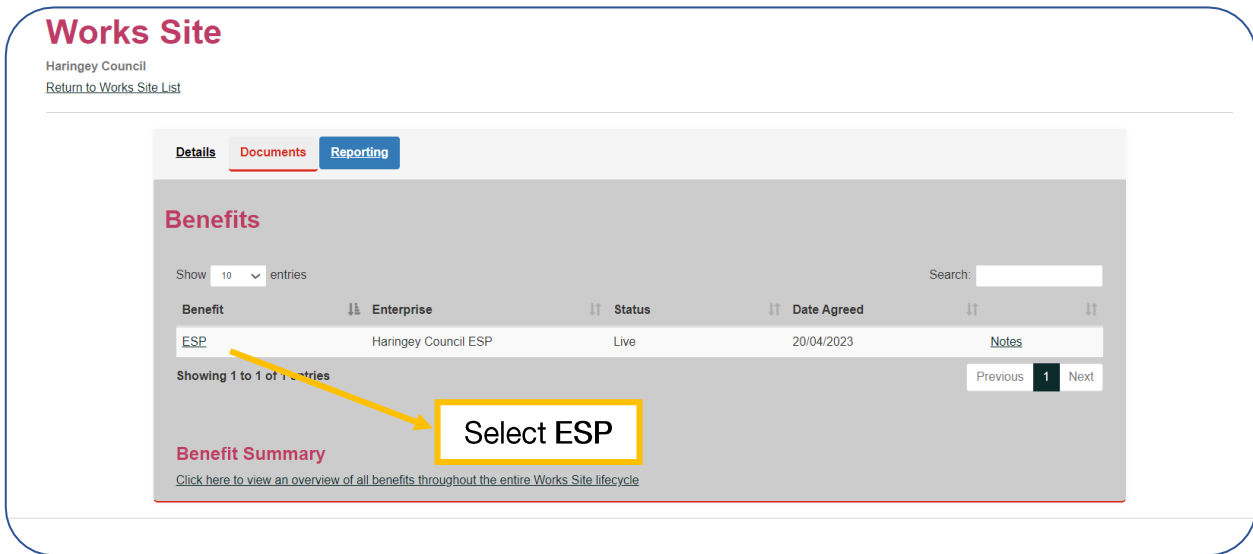 Works Site
Haringey Council
Return to Works Site List
Details Documents Reporting
Benefits
Show 10 entries Search:
Benefit Enterprise Status Date Agreed
ESP Haringey Council ESP Live 20/04/2023 Notes
Showing 1 to 1 of 1 entries Previous 1 Next
Select ESP
Benefit Summary
Click here to view an overview of all benefits throughout the entire Works Site lifecycle